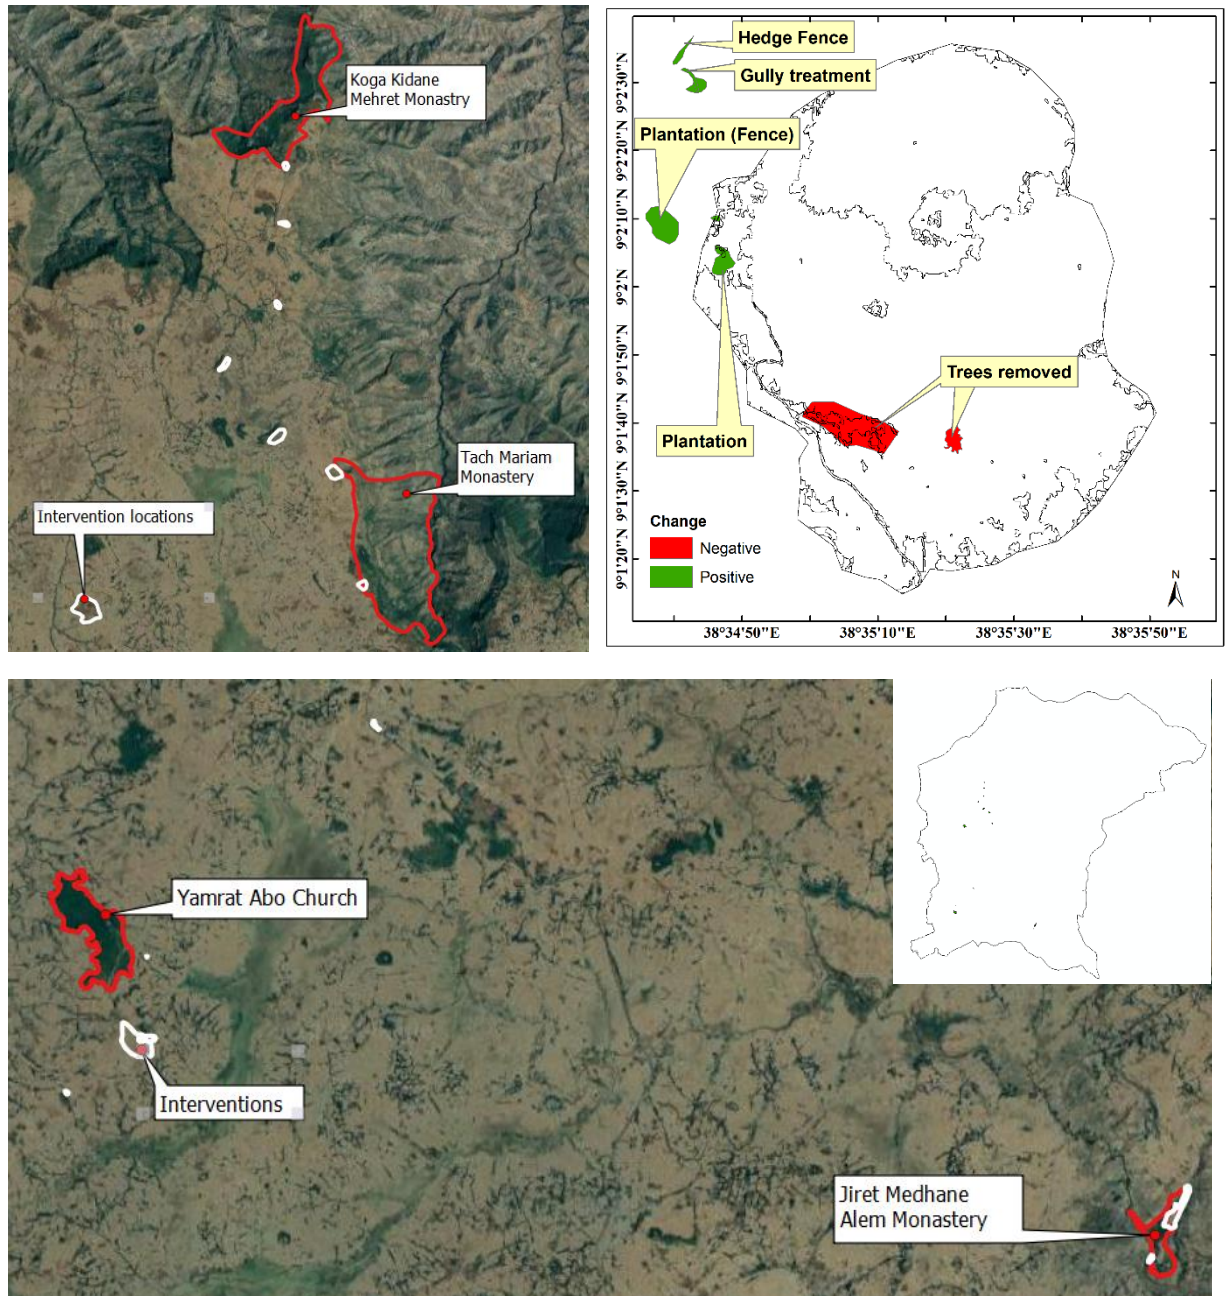 Koga Kidane
Mehret Monastry
Tach Mariam
Monastery
Intervention locations
Hedge Fence
Gully treatment
Plantation (Fence)
Trees removed
Plantation
Change
Negative
Positive
N
9°2'30"N
9°2'20"N
9°2'10"N
9°2'N
9°1'50"N
9°1'40"N
9°1'30"N
9°1'20"N
38°34'50"E
38°35'10"E
38°35'30"E
38°35'50"E
Yamrat Abo Church
Interventions
Jiret Medhane
Alem Monastery